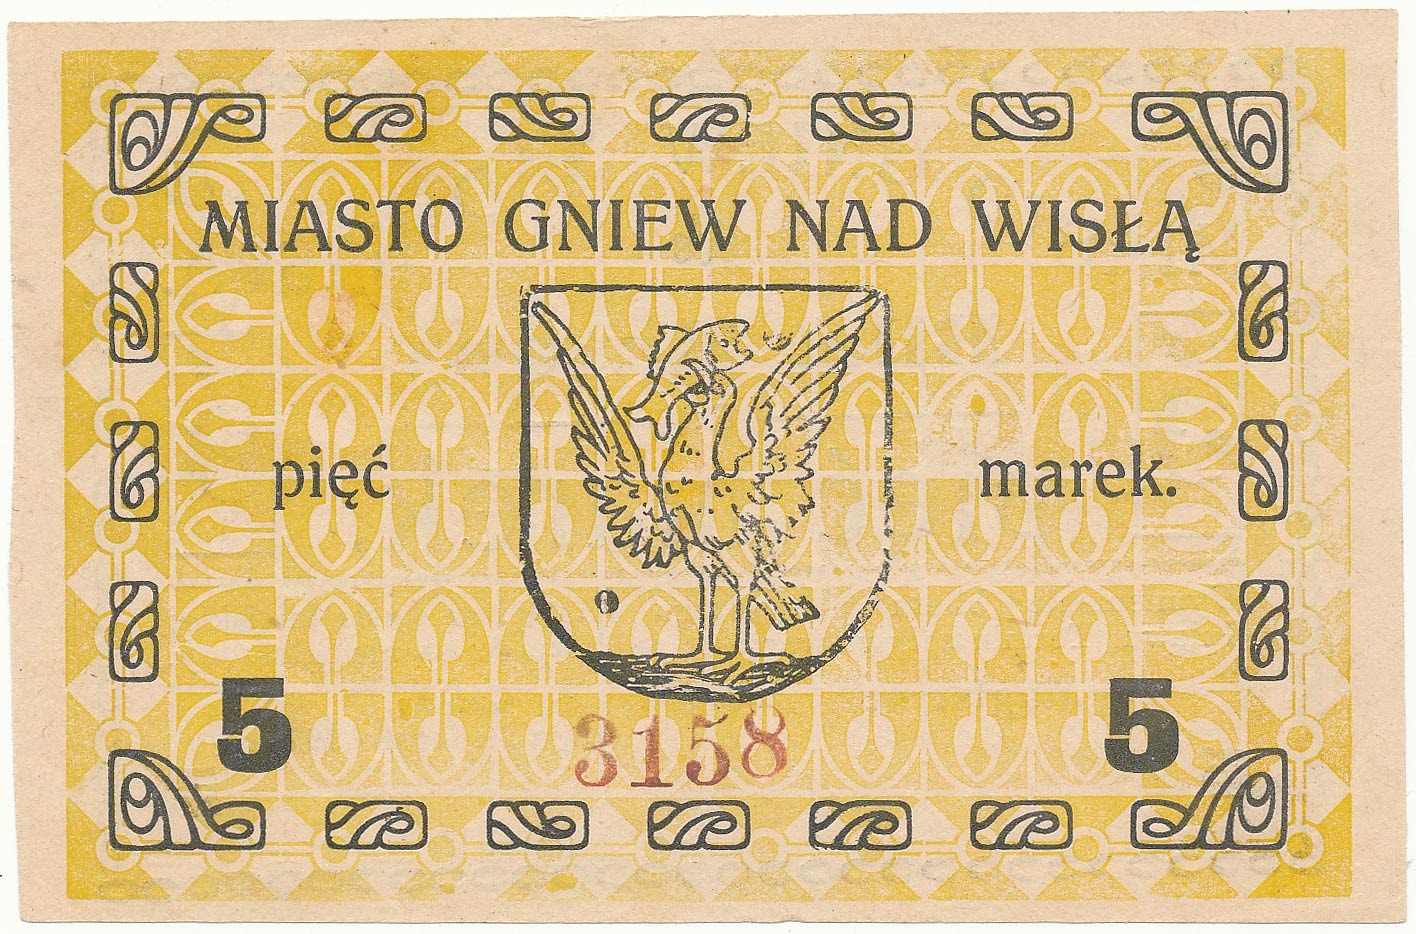 MIASTO GNIEW NAD WISŁĄ
pięć marek.
5 5
3158